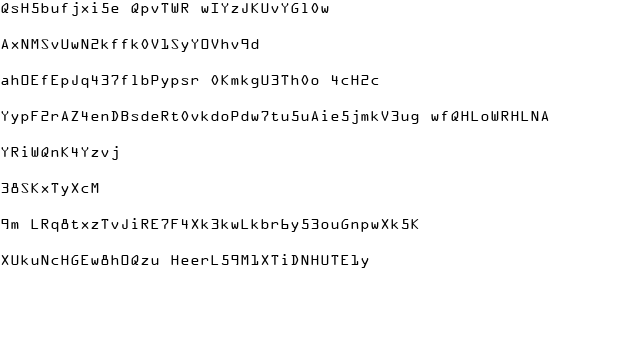 QsH5bufjxi5e QpvTWR wIYzJKUvYGl0w
AxNMSvUwN2kffk0V1SyYOVhv9d
ahOEfEpJq437flbPypsr 0KmkgU3Th0o 4cH2c
YypF2rAZ4enDBsdeRt0vkdoPdw7tu5uAie5jmkV3ug wfQHLoWRHLNA
YRiWQnK4Yzvj
38SKxTyXcM
9m LRq8txzTvJiRE7F4Xk3kwLkbr6y53ouGnpwXk5K
XUkuNcHGEw8hOQzu HeerL59M1XTiDNHUTE1y